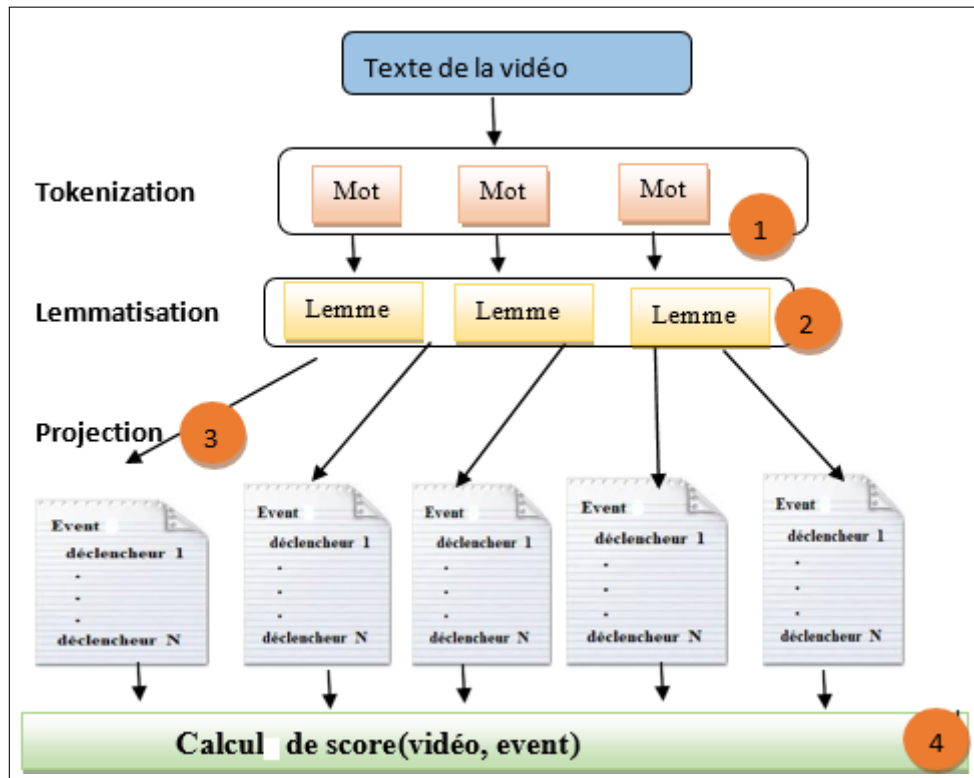 Texte de la vidéo
Tokenization
Mot Mot Mot
1
Lemmatisation
Lemme Lemme Lemme
2
Projection
3
Event
déclencheur 1
.
.
.
déclencheur N
Event
déclencheur 1
.
.
.
déclencheur N
Event
déclencheur 1
.
.
.
déclencheur N
Event
déclencheur 1
.
.
.
déclencheur N
Event
déclencheur 1
.
.
.
déclencheur N
Calcul de score(vidéo, event)
4